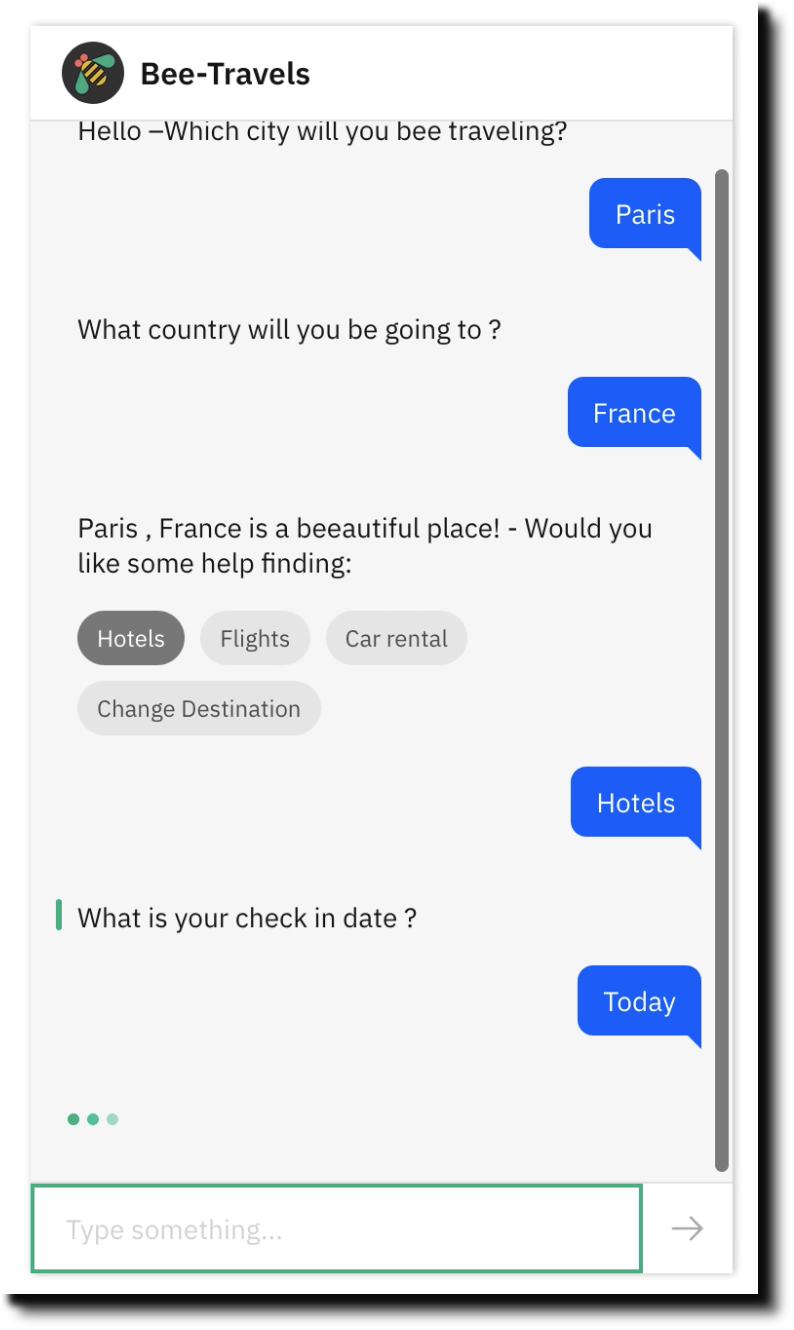 Bee-Travels
Hello –Which city will you bee traveling?
Paris
What country will you be going to ?
France
Paris , France is a beeautiful place! - Would you
like some help finding:
Hotels Flights Car rental
Change Destination
Hotels
What is your check in date ?
Today
Type something...